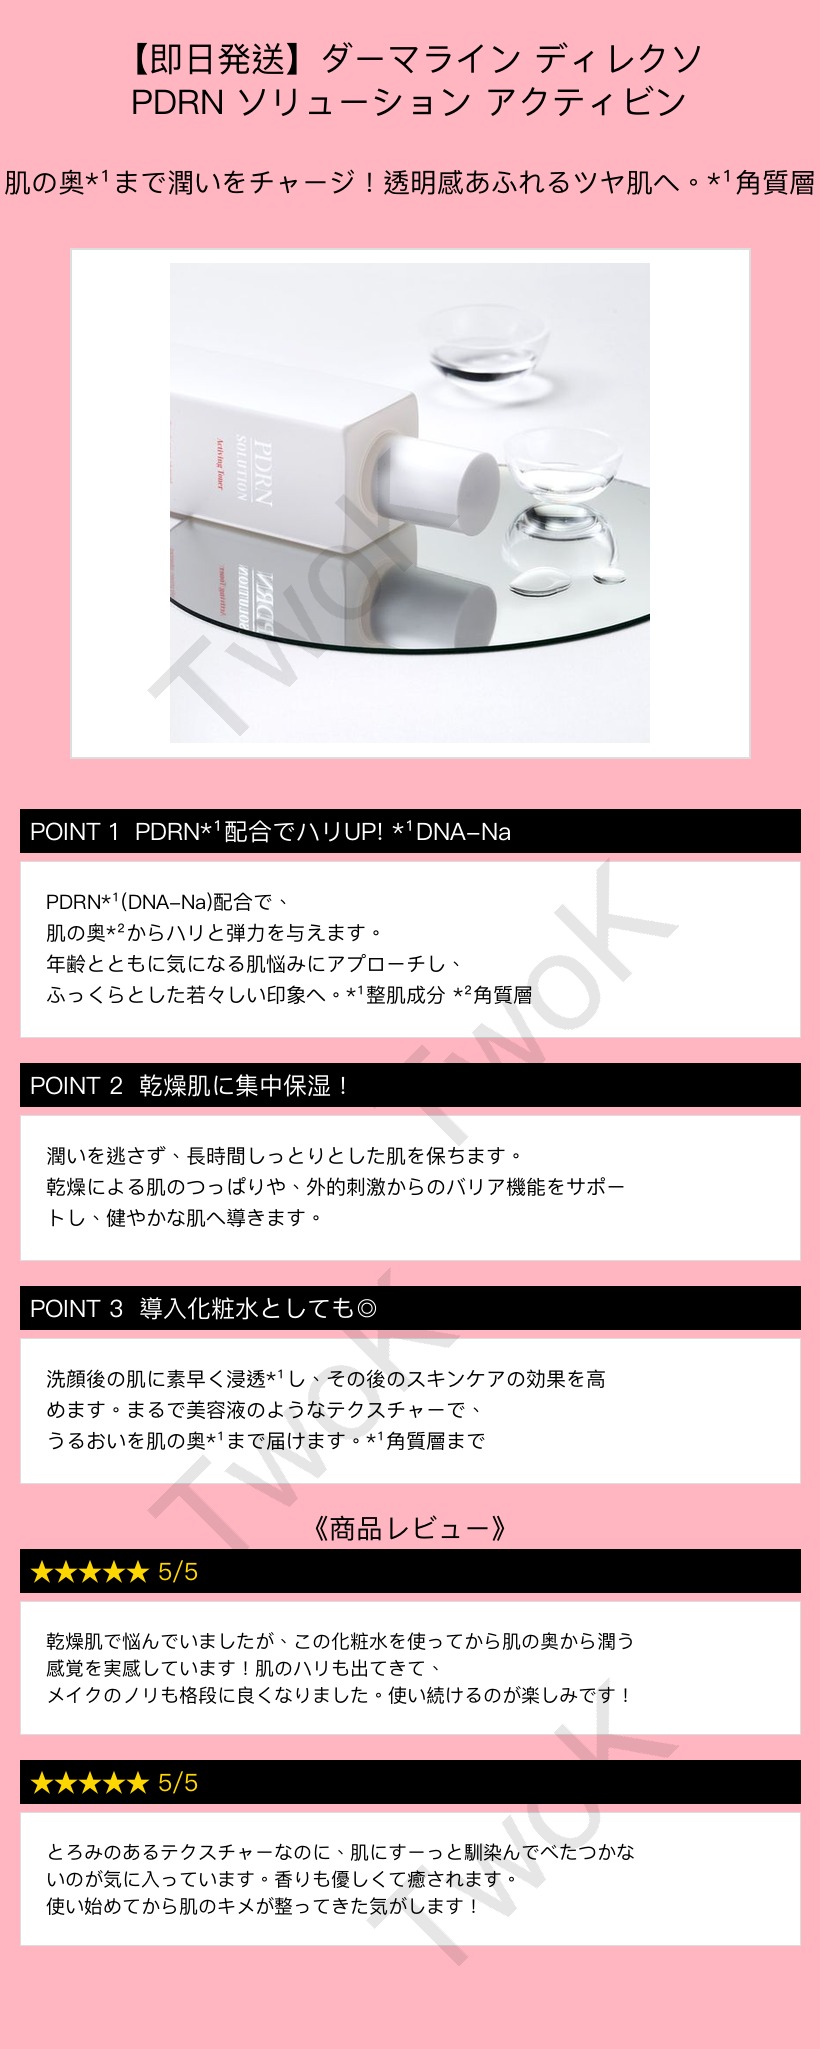 【即日発送】ダーマライン ディレクソ
PDRN ソリューション アクティビン
肌の奥*¹まで潤いをチャージ！透明感あふれるツヤ肌へ。*¹角質層
PDRN
SOLUTION
Activing Toner
TwoK
POINT 1 PDRN*¹配合でハリUP! *¹DNA–Na
PDRN*¹(DNA–Na)配合で、
肌の奥*²からハリと弾力を与えます。
年齢とともに気になる肌悩みにアプローチし、
ふっくらとした若々しい印象へ。*¹整肌成分 *²角質層
TwoK
POINT 2 乾燥肌に集中保湿！
潤いを逃さず、長時間しっとりとした肌を保ちます。
乾燥による肌のつっぱりや、外的刺激からのバリア機能をサポー
トし、健やかな肌へ導きます。
POINT 3 導入化粧水としても◎
洗顔後の肌に素早く浸透*¹し、その後のスキンケアの効果を高
めます。まるで美容液のようなテクスチャーで、
うるおいを肌の奥*¹まで届けます。*¹角質層まで
TwoK
《商品レビュー》
★★★★★ 5/5
乾燥肌で悩んでいましたが、この化粧水を使ってから肌の奥から潤う
感覚を実感しています！肌のハリも出てきて、
メイクのノリも格段に良くなりました。使い続けるのが楽しみです！
★★★★★ 5/5
とろみのあるテクスチャーなのに、肌にすーっと馴染んでべたつかな
いのが気に入っています。香りも優しくて癒されます。
使い始めてから肌のキメが整ってきた気がします！
TwoK